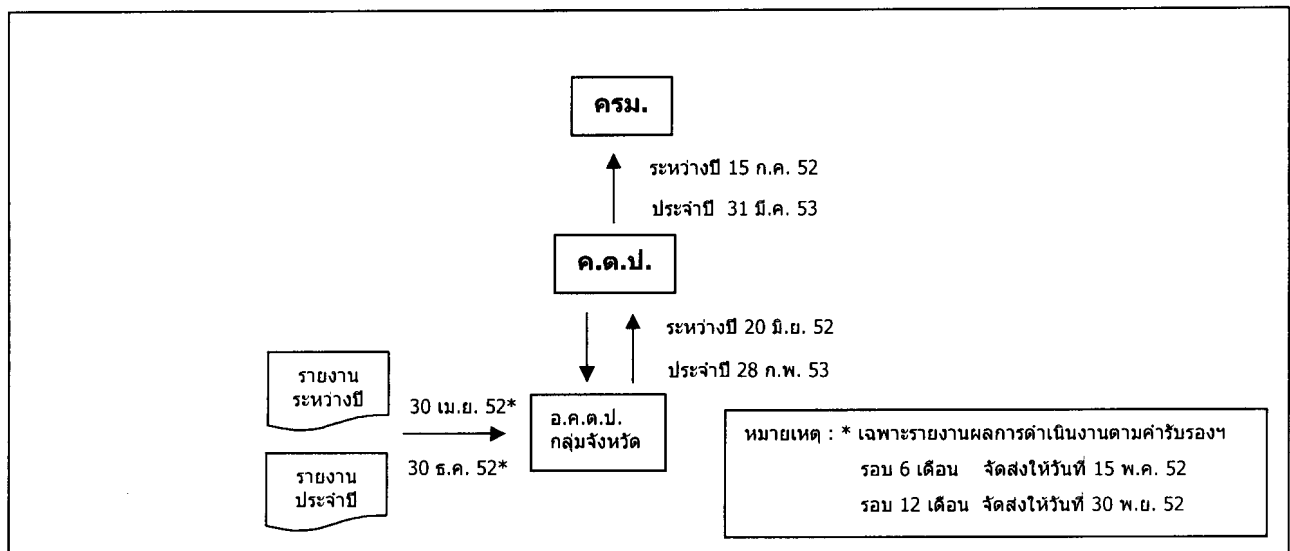 ครม.
ระหว่างปี 15 ก.ค. 52
ประจำปี 31 มี.ค. 53
ค.ต.ป.
ระหว่างปี 20 มิ.ย. 52
ประจำปี 28 ก.พ. 53
รายงาน
ระหว่างปี
30 เม.ย. 52*
อ.ค.ต.ป.
กลุ่มจังหวัด
30 ธ.ค. 52*
รายงาน
ประจำปี
หมายเหตุ : * เฉพาะรายงานผลการดำเนินงานตามคำรับรองฯ
รอบ 6 เดือน จัดส่งให้วันที่ 15 พ.ค. 52
รอบ 12 เดือน จัดส่งให้วันที่ 30 พ.ย. 52